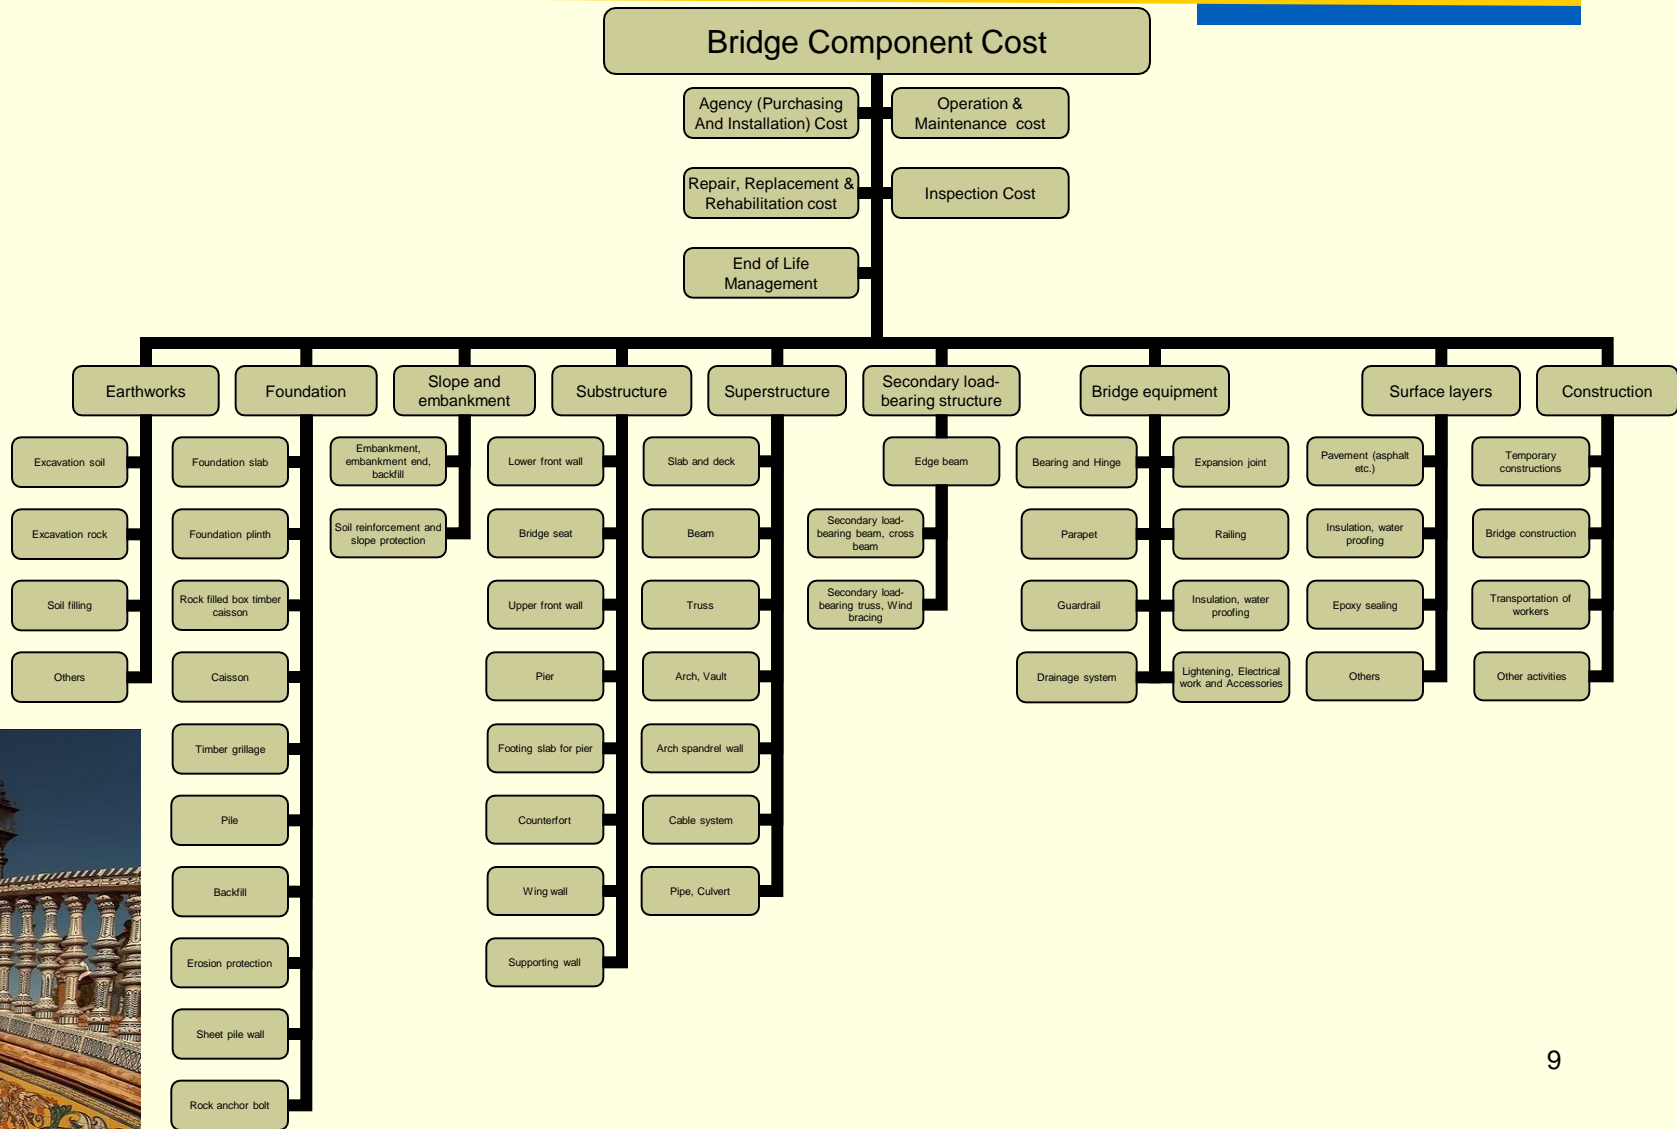 Bridge Component Cost
Agency (Purchasing
And Installation) Cost
Operation &
Maintenance cost
Repair, Replacement &
Rehabilitation cost
Inspection Cost
End of Life
Management
Earthworks
Excavation soil
Excavation rock
Soil filling
Others
Foundation
Foundation slab
Foundation plinth
Rock filled box timber
caisson
Caisson
Timber grillage
Pile
Backfill
Erosion protection
Sheet pile wall
Rock anchor bolt
Slope and
embankment
Embankment,
embankment end,
backfill
Soil reinforcement and
slope protection
Substructure
Lower front wall
Bridge seat
Upper front wall
Pier
Footing slab for pier
Counterfort
Wing wall
Supporting wall
Superstructure
Slab and deck
Beam
Truss
Arch, Vault
Arch spandrel wall
Cable system
Pipe, Culvert
Secondary load-
bearing structure
Edge beam
Secondary load-
bearing beam, cross
beam
Secondary load-
bearing truss, Wind
bracing
Bridge equipment
Bearing and Hinge
Expansion joint
Parapet
Railing
Guardrail
Insulation, water
proofing
Drainage system
Lightening, Electrical
work and Accessories
Surface layers
Pavement (asphalt
etc.)
Insulation, water
proofing
Epoxy sealing
Others
Construction
Temporary
constructions
Bridge construction
Transportation of
workers
Other activities
9